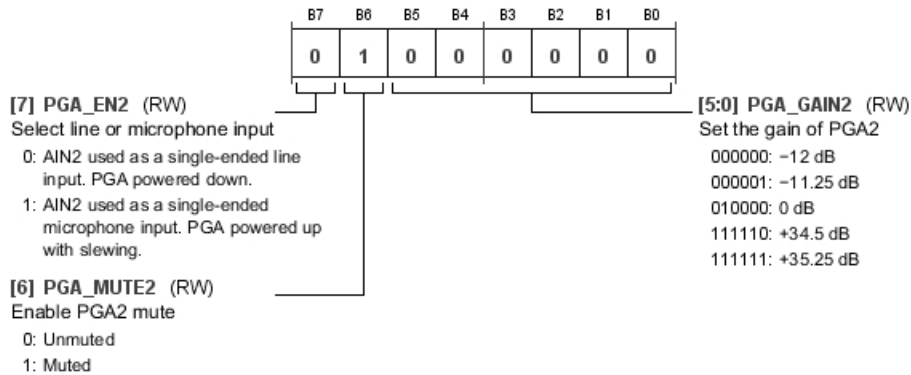 B7 B6 B5 B4 B3 B2 B1 B0
0 1 0 0 0 0 0 0
[7] PGA_EN2 (RW)
Select line or microphone input
0: AIN2 used as a single-ended line
input. PGA powered down.
1: AIN2 used as a single-ended
microphone input. PGA powered up
with slewing.
[6] PGA_MUTE2 (RW)
Enable PGA2 mute
0: Unmuted
1: Muted
[5:0] PGA_GAIN2 (RW)
Set the gain of PGA2
000000: −12 dB
000001: −11.25 dB
010000: 0 dB
111110: +34.5 dB
111111: +35.25 dB